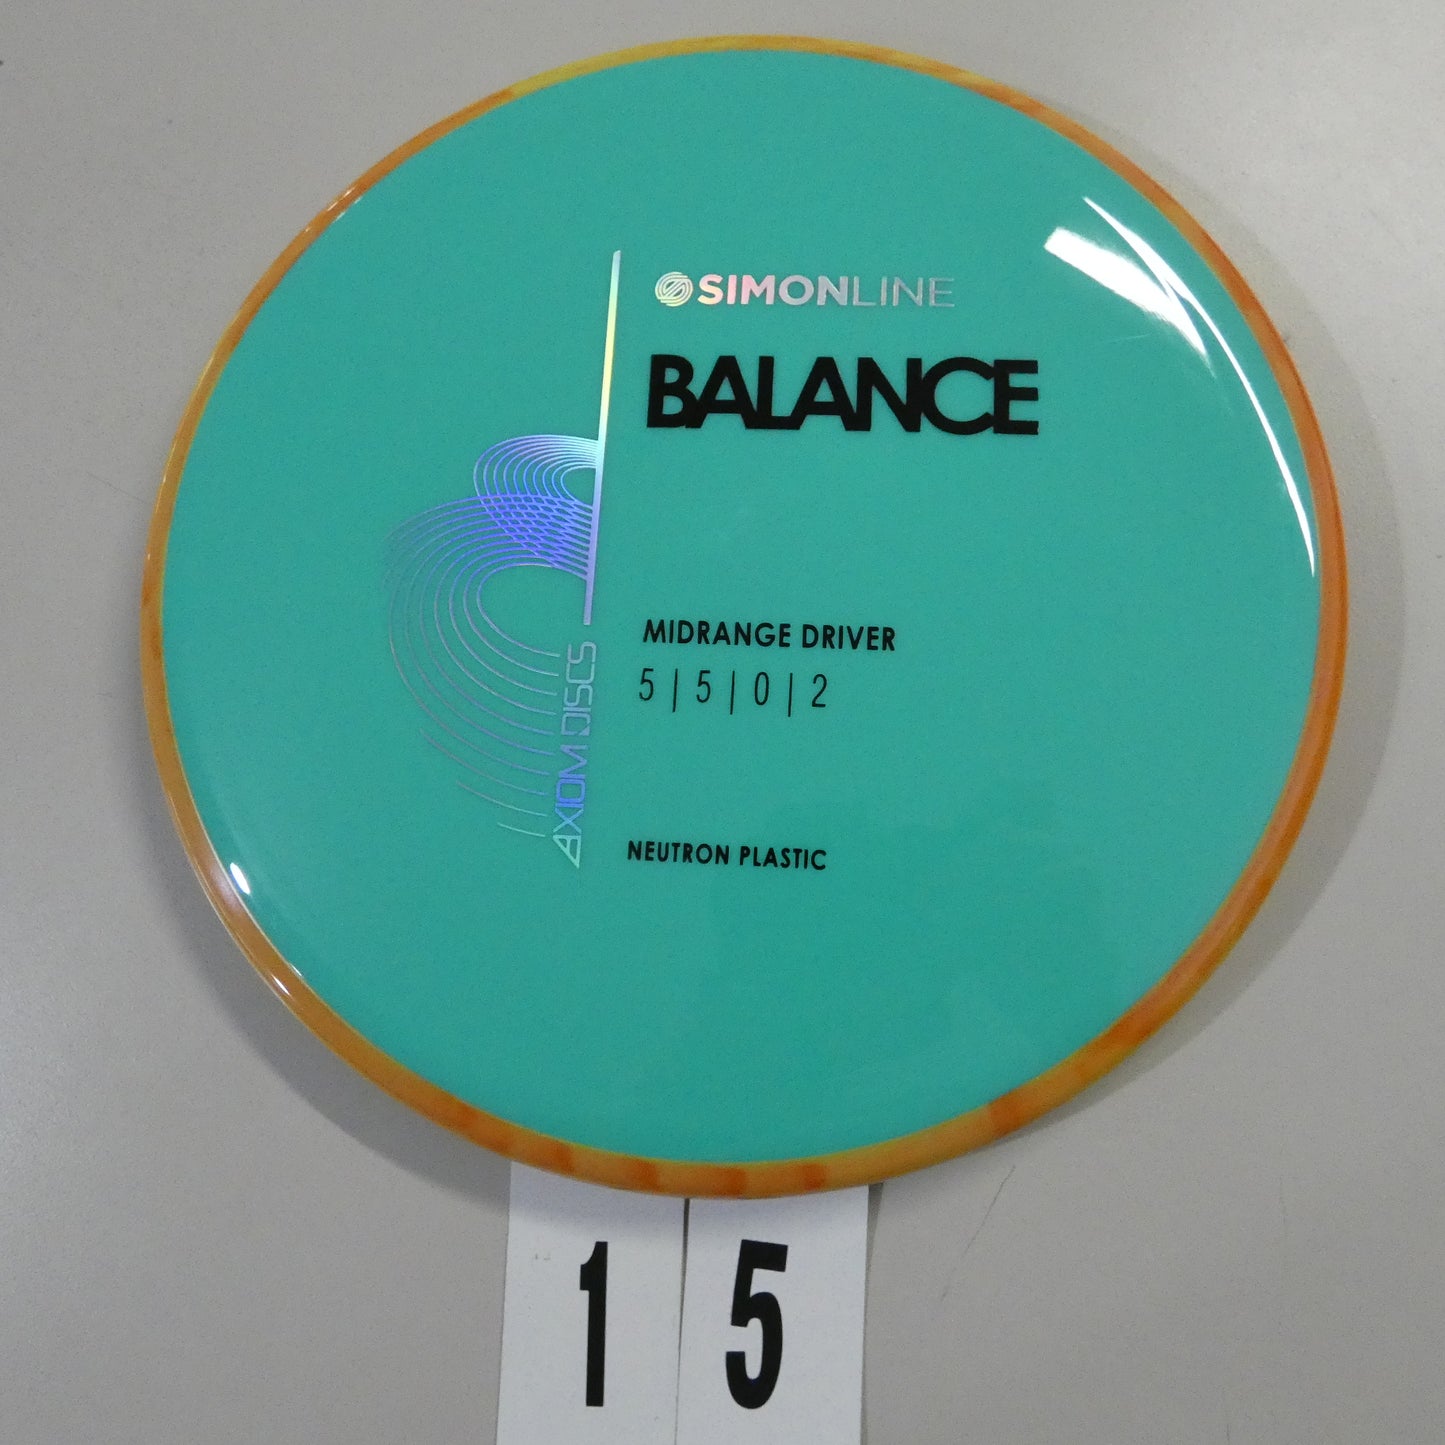 SIMONLINE
BALANCE
MIDRANGE DRIVER
5 | 5 | 0 | 2
AXIOM DISCS
NEUTRON PLASTIC
1 5